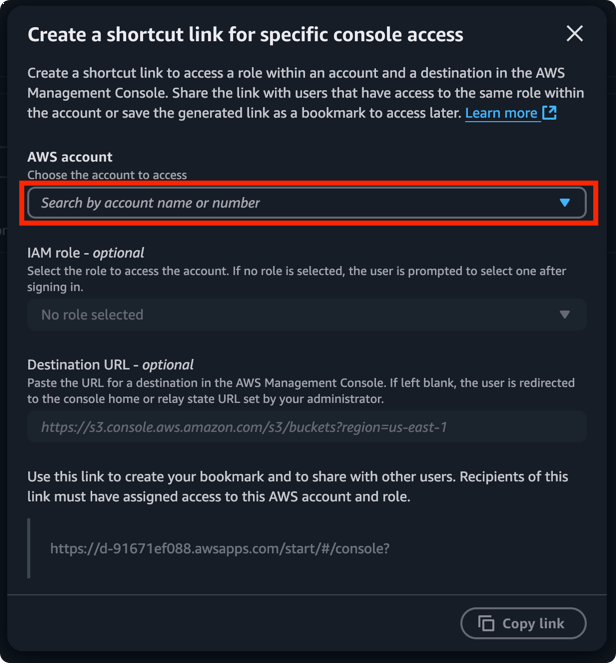 Create a shortcut link for specific console access
Create a shortcut link to access a role within an account and a destination in the AWS
Management Console. Share the link with users that have access to the same role within
the account or save the generated link as a bookmark to access later. Learn more
AWS account
Choose the account to access
Search by account name or number
IAM role - optional
Select the role to access the account. If no role is selected, the user is prompted to select one after
signing in.
No role selected
Destination URL - optional
Paste the URL for a destination in the AWS Management Console. If left blank, the user is redirected
to the console home or relay state URL set by your administrator.
https://s3.console.aws.amazon.com/s3/buckets?region=us-east-1
Use this link to create your bookmark and to share with other users. Recipients of this
link must have assigned access to this AWS account and role.
https://d-91671ef088.awsapps.com/start/#/console?
Copy link